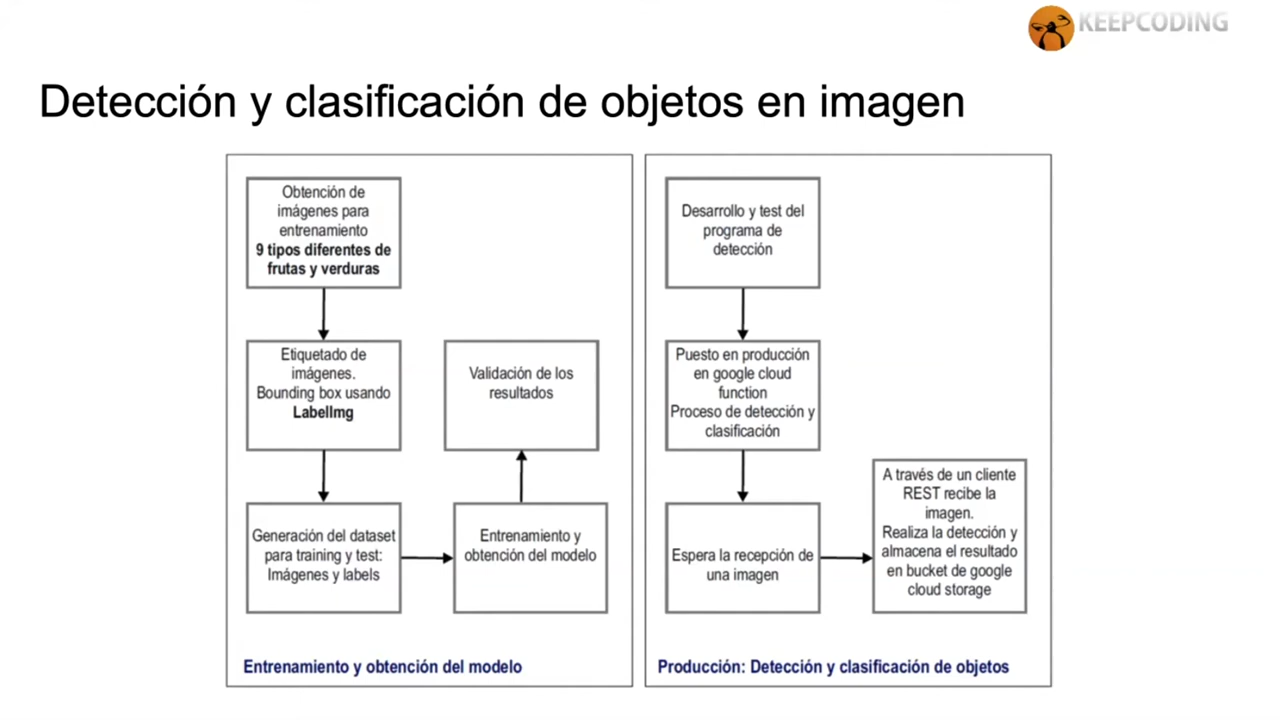 KEEPCODING
Detección y clasificación de objetos en imagen
Obtención de
imágenes para
entrenamiento
9 tipos diferentes de
frutas y verduras
Etiquetado de
imágenes.
Bounding box usando
LabelImg
Generación del dataset
para training y test:
Imágenes y labels
Entrenamiento y
obtención del modelo
Validación de los
resultados
Entrenamiento y obtención del modelo
Desarrollo y test del
programa de
detección
Puesto en producción
en google cloud
function
Proceso de detección y
clasificación
Espera la recepción de
una imagen
A través de un cliente
REST recibe la
imagen.
Realiza la detección y
almacena el resultado
en bucket de google
cloud storage
Producción: Detección y clasificación de objetos